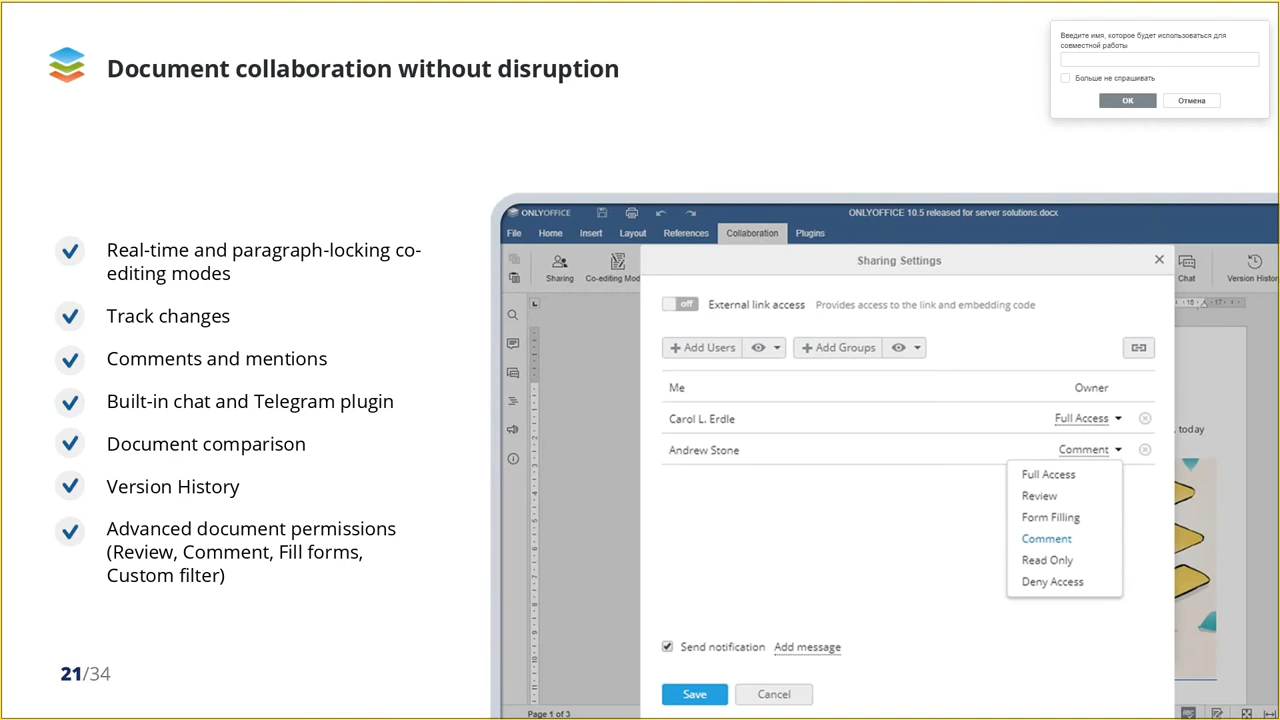 Document collaboration without disruption
Введите имя, которое будет использоваться для
совместной работы
Больше не спрашивать
ОК
Отмена
Real-time and paragraph-locking co-
editing modes
Track changes
Comments and mentions
Built-in chat and Telegram plugin
Document comparison
Version History
Advanced document permissions
(Review, Comment, Fill forms,
Custom filter)
21/34
ONLYOFFICE
ONLYOFFICE 10.5 released for server solutions.docx
File Home Insert Layout References Collaboration Plugins
Sharing Co-editing Mod
Chat Version Histor
Sharing Settings
off External link access Provides access to the link and embedding code
Add Users Add Groups
Me Owner
Carol L. Erdle Full Access
Andrew Stone Comment
Full Access
Review
Form Filling
Comment
Read Only
Deny Access
, today
Send notification Add message
Save Cancel
Page 1 of 3